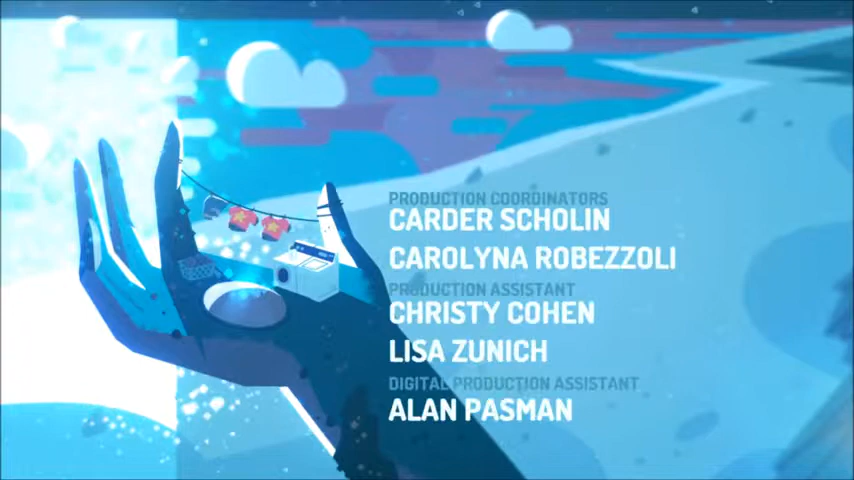 PRODUCTION COORDINATORS
CARDER SCHOLIN
CAROLYNA ROBEZZOLI
PRODUCTION ASSISTANT
CHRISTY COHEN
LISA ZUNICH
DIGITAL PRODUCTION ASSISTANT
ALAN PASMAN